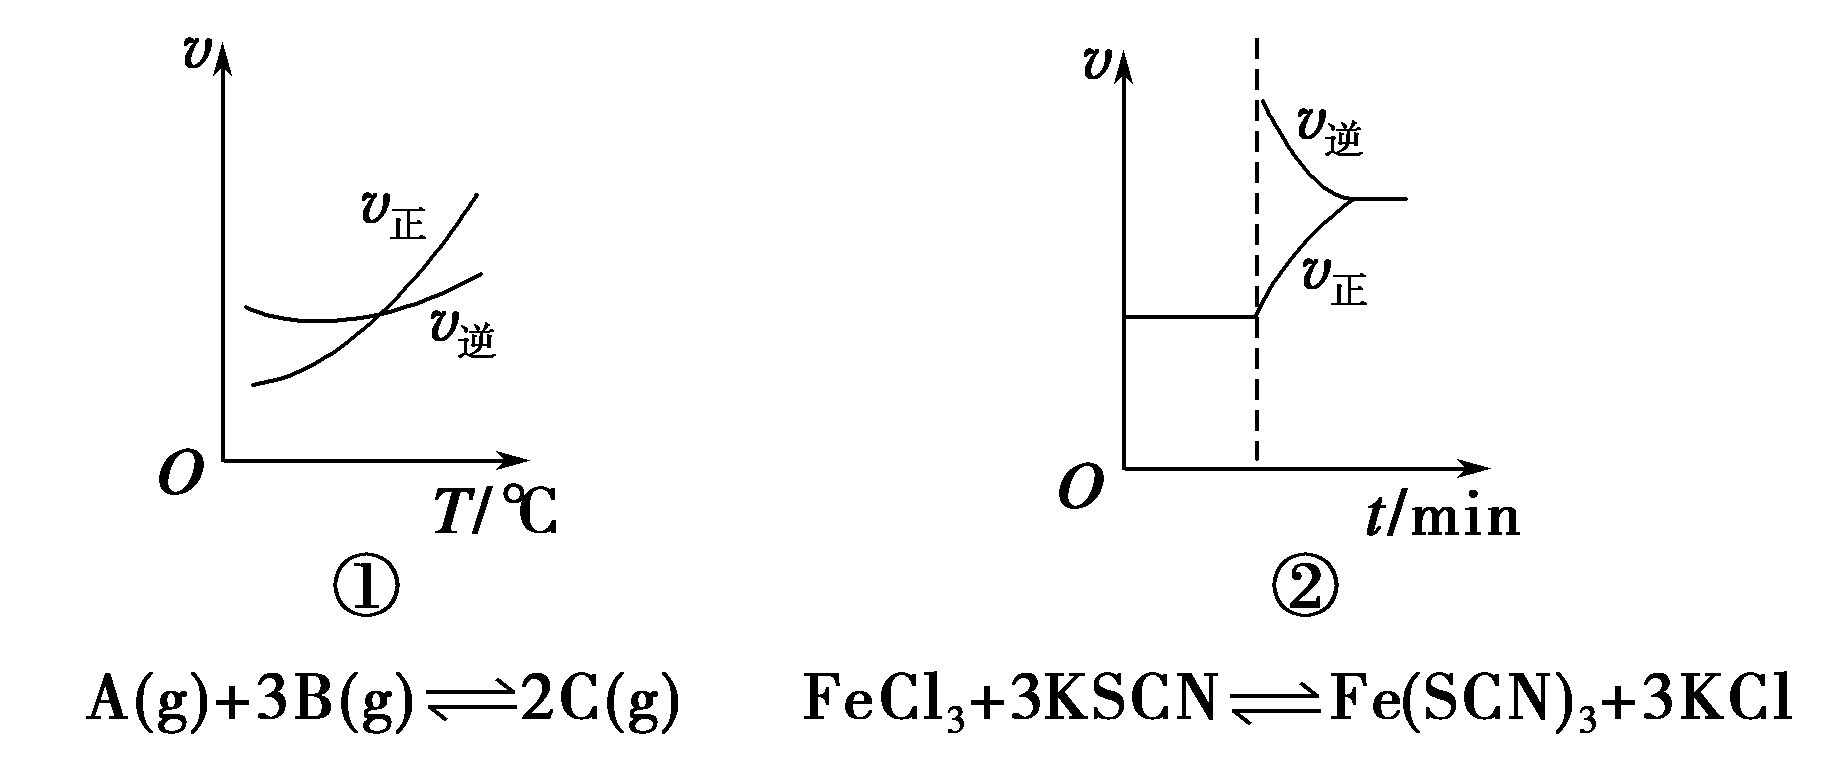 v
v正
v逆
O
T/℃
①
A(g)+3B(g)⇌2C(g)
v
v逆
v正
O
t/min
②
FeCl₃+3KSCN⇌Fe(SCN)₃+3KCl